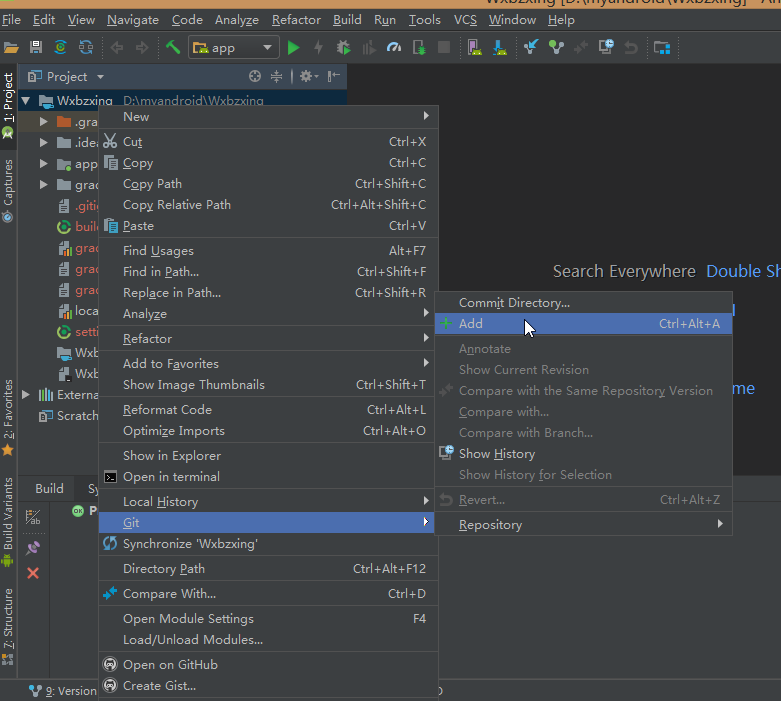 Wxbzxing [D:\myandroid\Wxbzxing]
File Edit View Navigate Code Analyze Refactor Build Run Tools VCS Window Help
app
Project
Wxbzxing D:\myandroid\Wxbzxing
.gra
.idea
app
grad
.giti
buil
grad
grad
grad
loca
setti
Wxb
Wxb
Externa
Scratch
1: Project
Captures
2: Favorites
Build Variants
7: Structure
New
Cut Ctrl+X
Copy Ctrl+C
Copy Path Ctrl+Shift+C
Copy Relative Path Ctrl+Alt+Shift+C
Paste Ctrl+V
Find Usages Alt+F7
Find in Path... Ctrl+Shift+F
Replace in Path... Ctrl+Shift+R
Analyze
Refactor
Add to Favorites
Show Image Thumbnails Ctrl+Shift+T
Reformat Code Ctrl+Alt+L
Optimize Imports Ctrl+Alt+O
Show in Explorer
Open in terminal
Local History
Git
Synchronize 'Wxbzxing'
Directory Path Ctrl+Alt+F12
Compare With... Ctrl+D
Open Module Settings F4
Load/Unload Modules...
Open on GitHub
Create Gist...
Search Everywhere Double Sh
Commit Directory...
Add Ctrl+Alt+A
Annotate
Show Current Revision
Compare with the Same Repository Version
Compare with...
Compare with Branch...
Show History
Show History for Selection
Revert... Ctrl+Alt+Z
Repository
me
Build Sy
OK P
9: Version